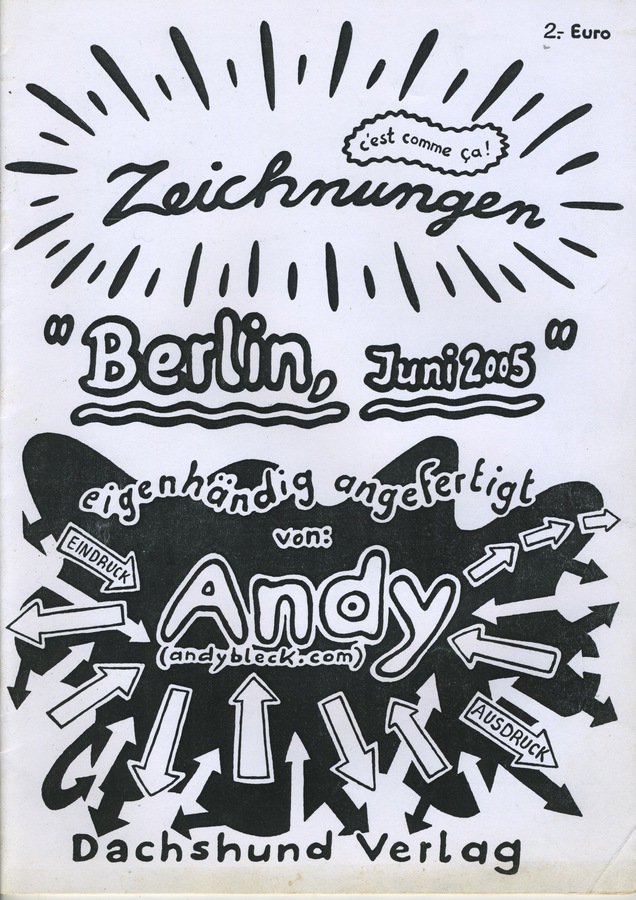 2.- Euro
c'est comme ça!
Zeichnungen
"Berlin, Juni 2005"
eigenhändig angefertigt
von:
EINDRUCK
Andy
(andybleck.com)
AUSDRUCK
Dachshund Verlag